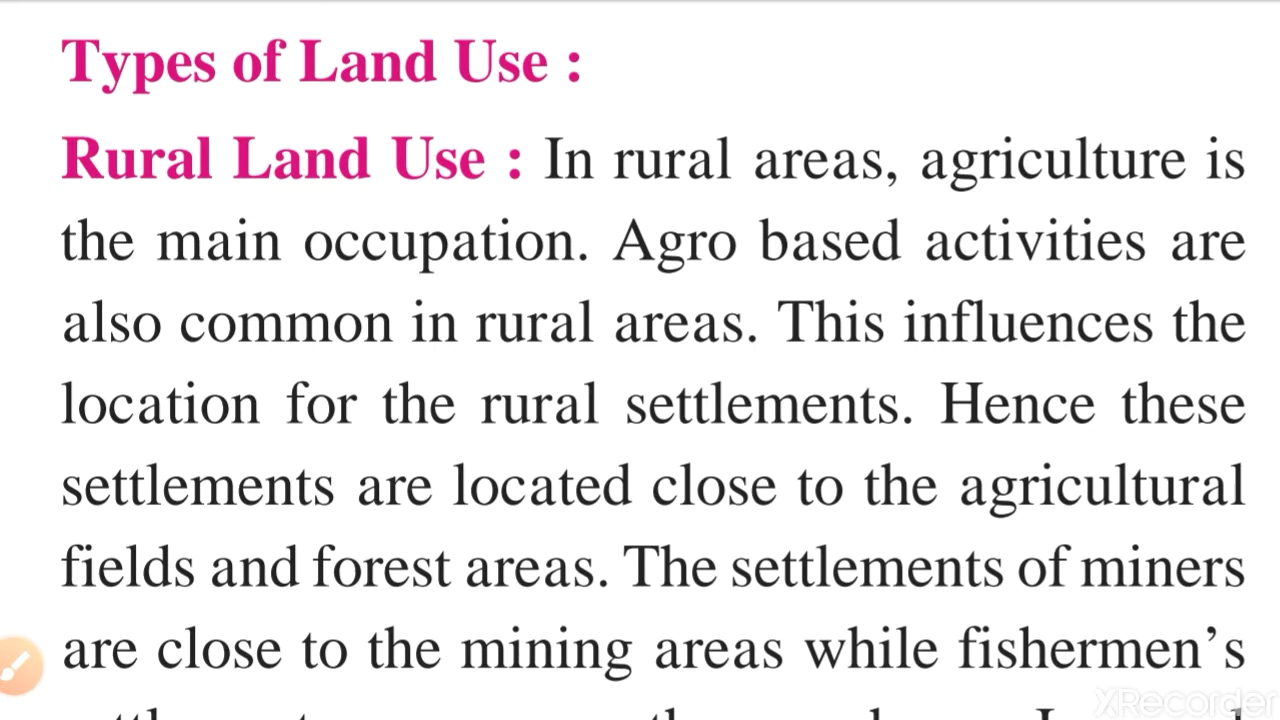 Types of Land Use :
Rural Land Use : In rural areas, agriculture is
the main occupation. Agro based activities are
also common in rural areas. This influences the
location for the rural settlements. Hence these
settlements are located close to the agricultural
fields and forest areas. The settlements of miners
are close to the mining areas while fishermen’s
XRecorder